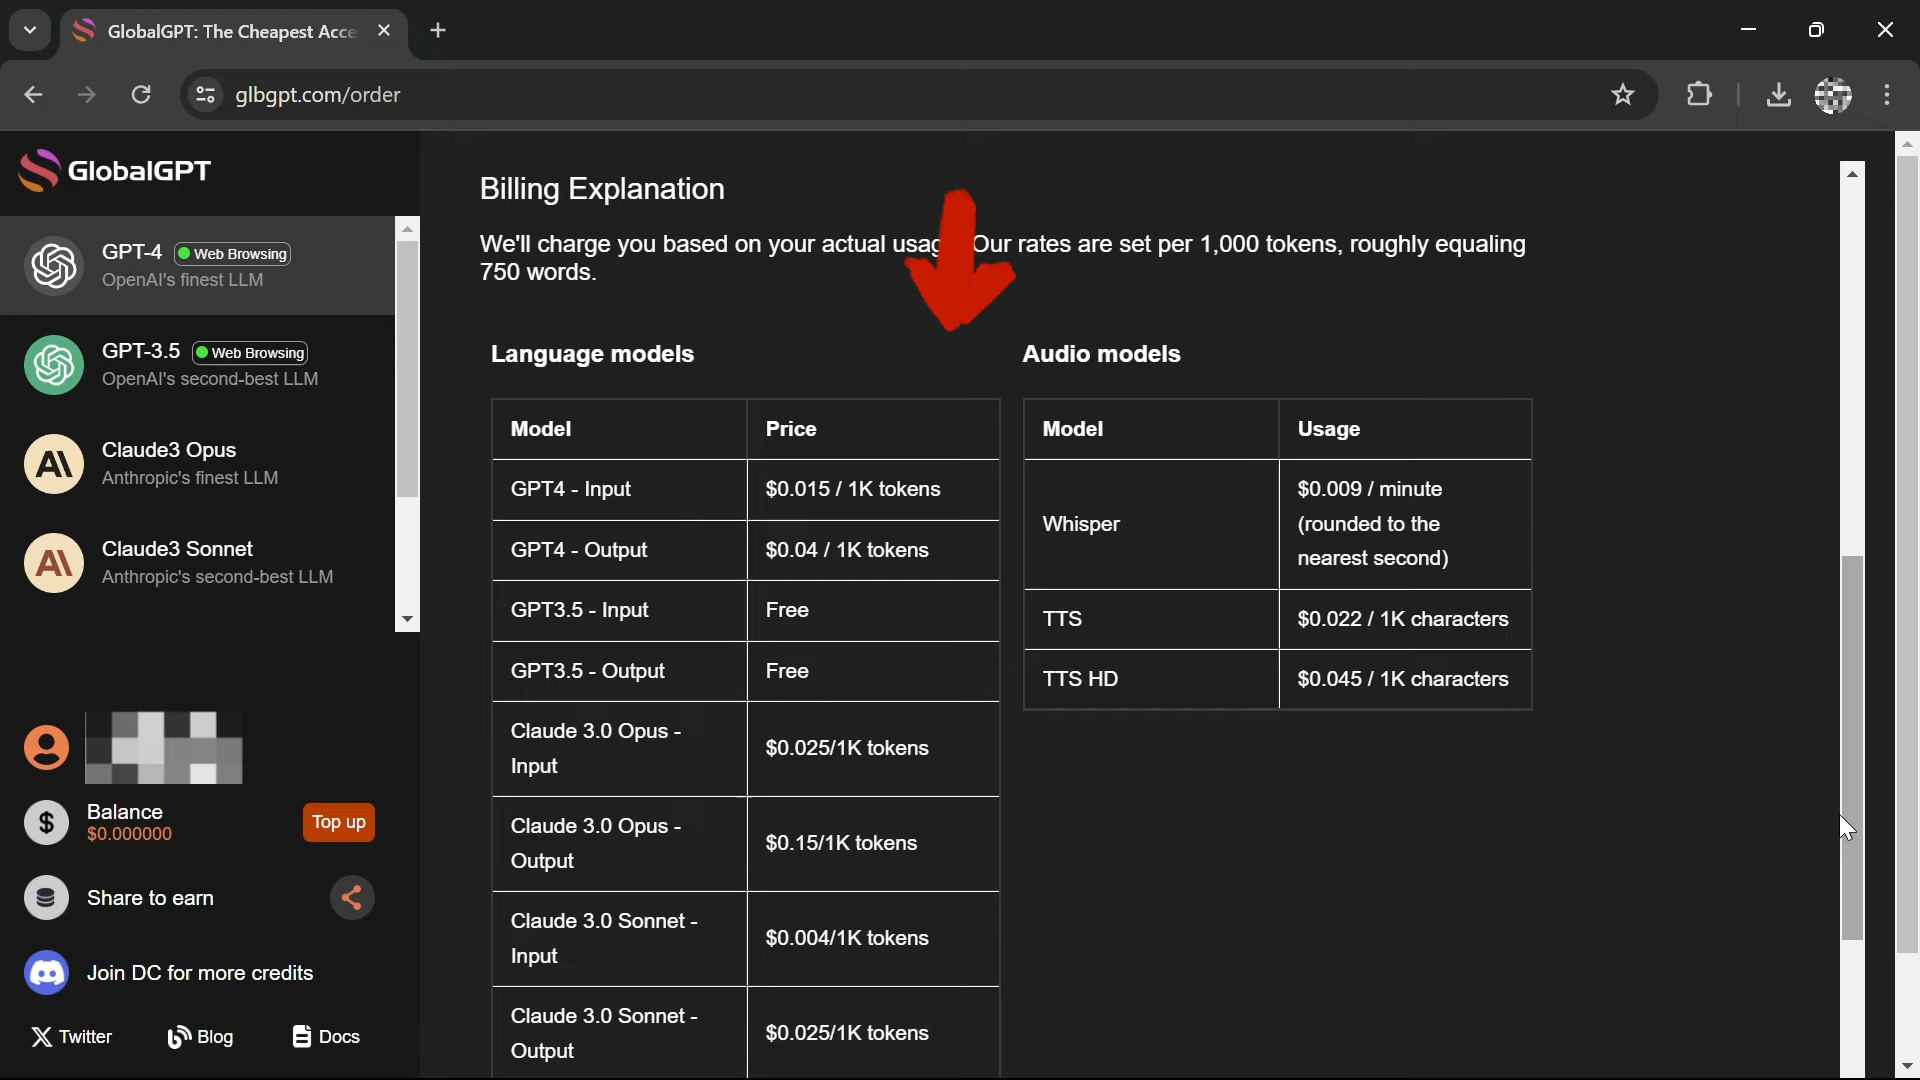 GlobalGPT: The Cheapest Acce
glbgpt.com/order
GlobalGPT
GPT-4 Web Browsing
OpenAI's finest LLM
GPT-3.5 Web Browsing
OpenAI's second-best LLM
Claude3 Opus
Anthropic's finest LLM
Claude3 Sonnet
Anthropic's second-best LLM
Balance
$0.000000
Top up
Share to earn
Join DC for more credits
Twitter Blog Docs
Billing Explanation
We'll charge you based on your actual usag Our rates are set per 1,000 tokens, roughly equaling
750 words.
Language models
Model Price
GPT4 - Input $0.015 / 1K tokens
GPT4 - Output $0.04 / 1K tokens
GPT3.5 - Input Free
GPT3.5 - Output Free
Claude 3.0 Opus -
Input
$0.025/1K tokens
Claude 3.0 Opus -
Output
$0.15/1K tokens
Claude 3.0 Sonnet -
Input
$0.004/1K tokens
Claude 3.0 Sonnet -
Output
$0.025/1K tokens
Audio models
Model Usage
Whisper
$0.009 / minute
(rounded to the
nearest second)
TTS $0.022 / 1K characters
TTS HD $0.045 / 1K characters